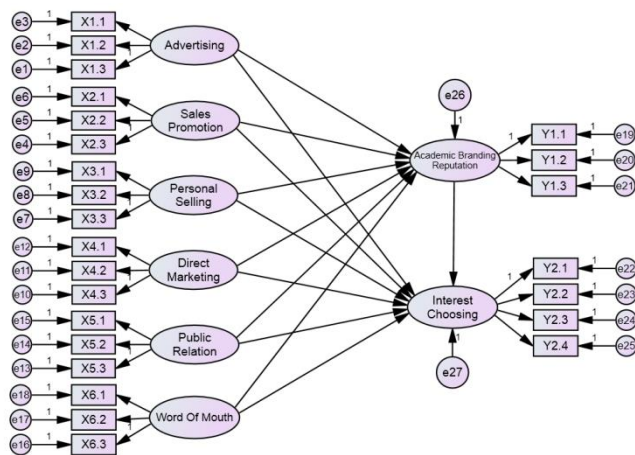 e3 1 X1.1
e2 1 X1.2
e1 1 X1.3 1
Advertising
e6 1 X2.1
e5 1 X2.2
e4 1 X2.3 1
Sales
Promotion
e9 1 X3.1
e8 1 X3.2
e7 1 X3.3 1
Personal
Selling
e12 1 X4.1
e11 1 X4.2
e10 1 X4.3 1
Direct
Marketing
e15 1 X5.1
e14 1 X5.2
e13 1 X5.3 1
Public
Relation
e18 1 X6.1
e17 1 X6.2
e16 1 X6.3 1
Word Of Mouth
e26
1
Academic Branding
Reputation
1 Y1.1 1 e19
Y1.2 1 e20
Y1.3 1 e21
Interest
Choosing
1
e27
1 Y2.1 1 e22
Y2.2 1 e23
Y2.3 1 e24
Y2.4 1 e25